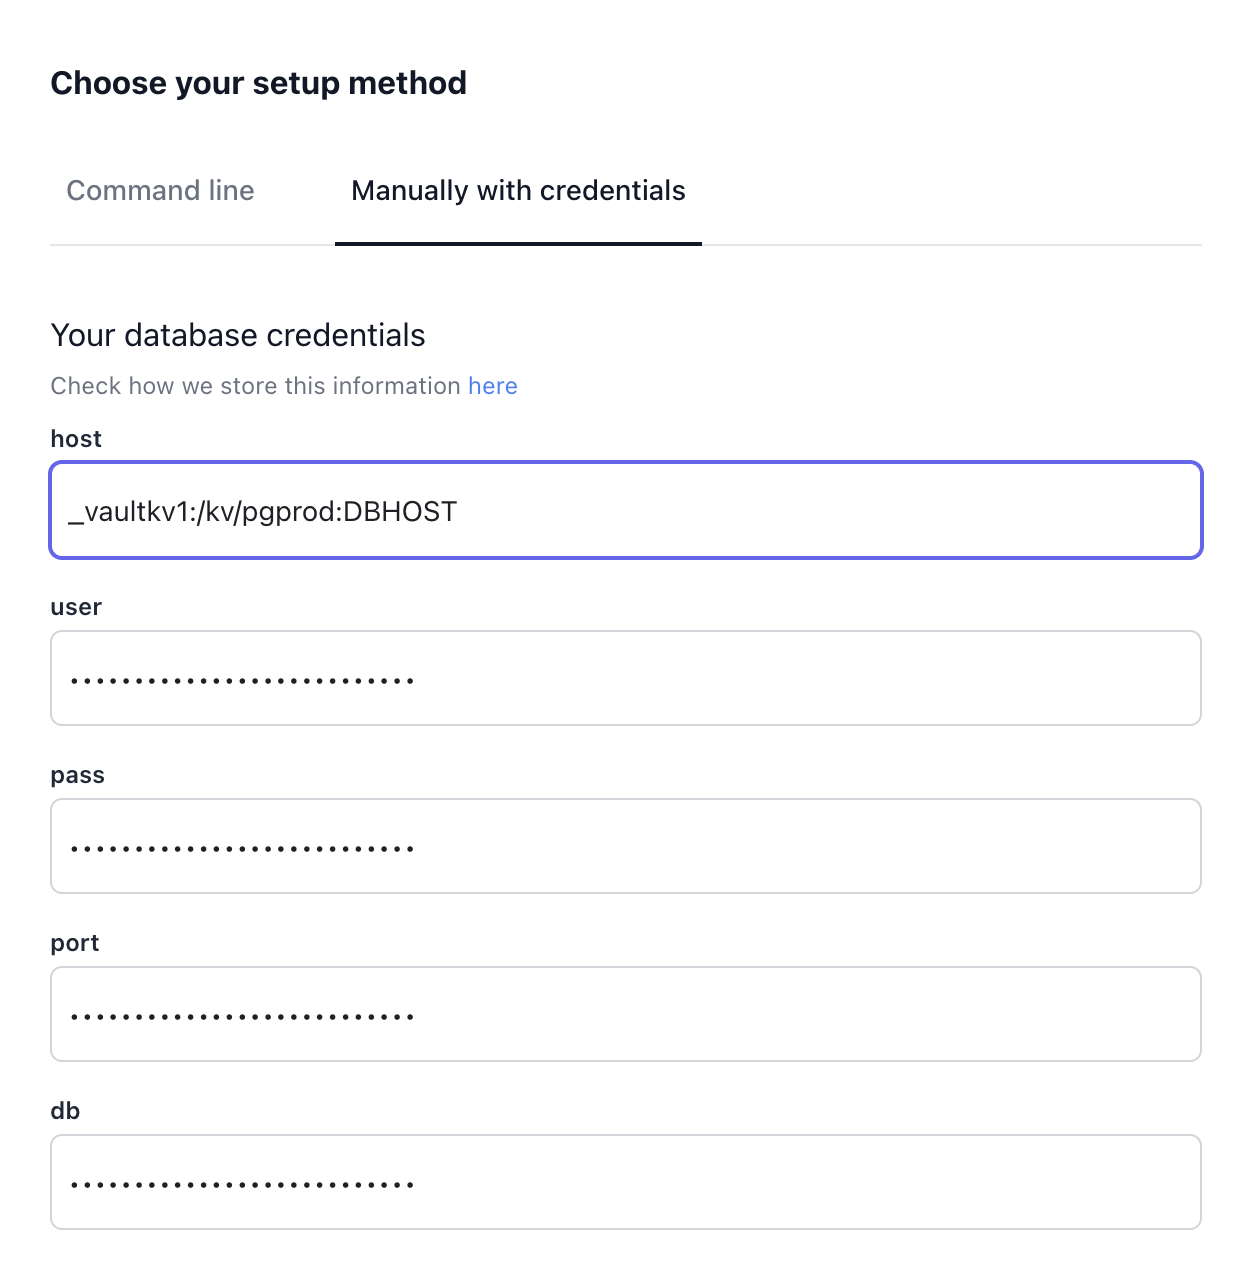 Choose your setup method
Command line
Manually with credentials
Your database credentials
Check how we store this information here
host
_vaultkv1:/kv/pgprod:DBHOST
user
•••••••••••••••••••••••••••
pass
•••••••••••••••••••••••••••
port
•••••••••••••••••••••••••••
db
•••••••••••••••••••••••••••